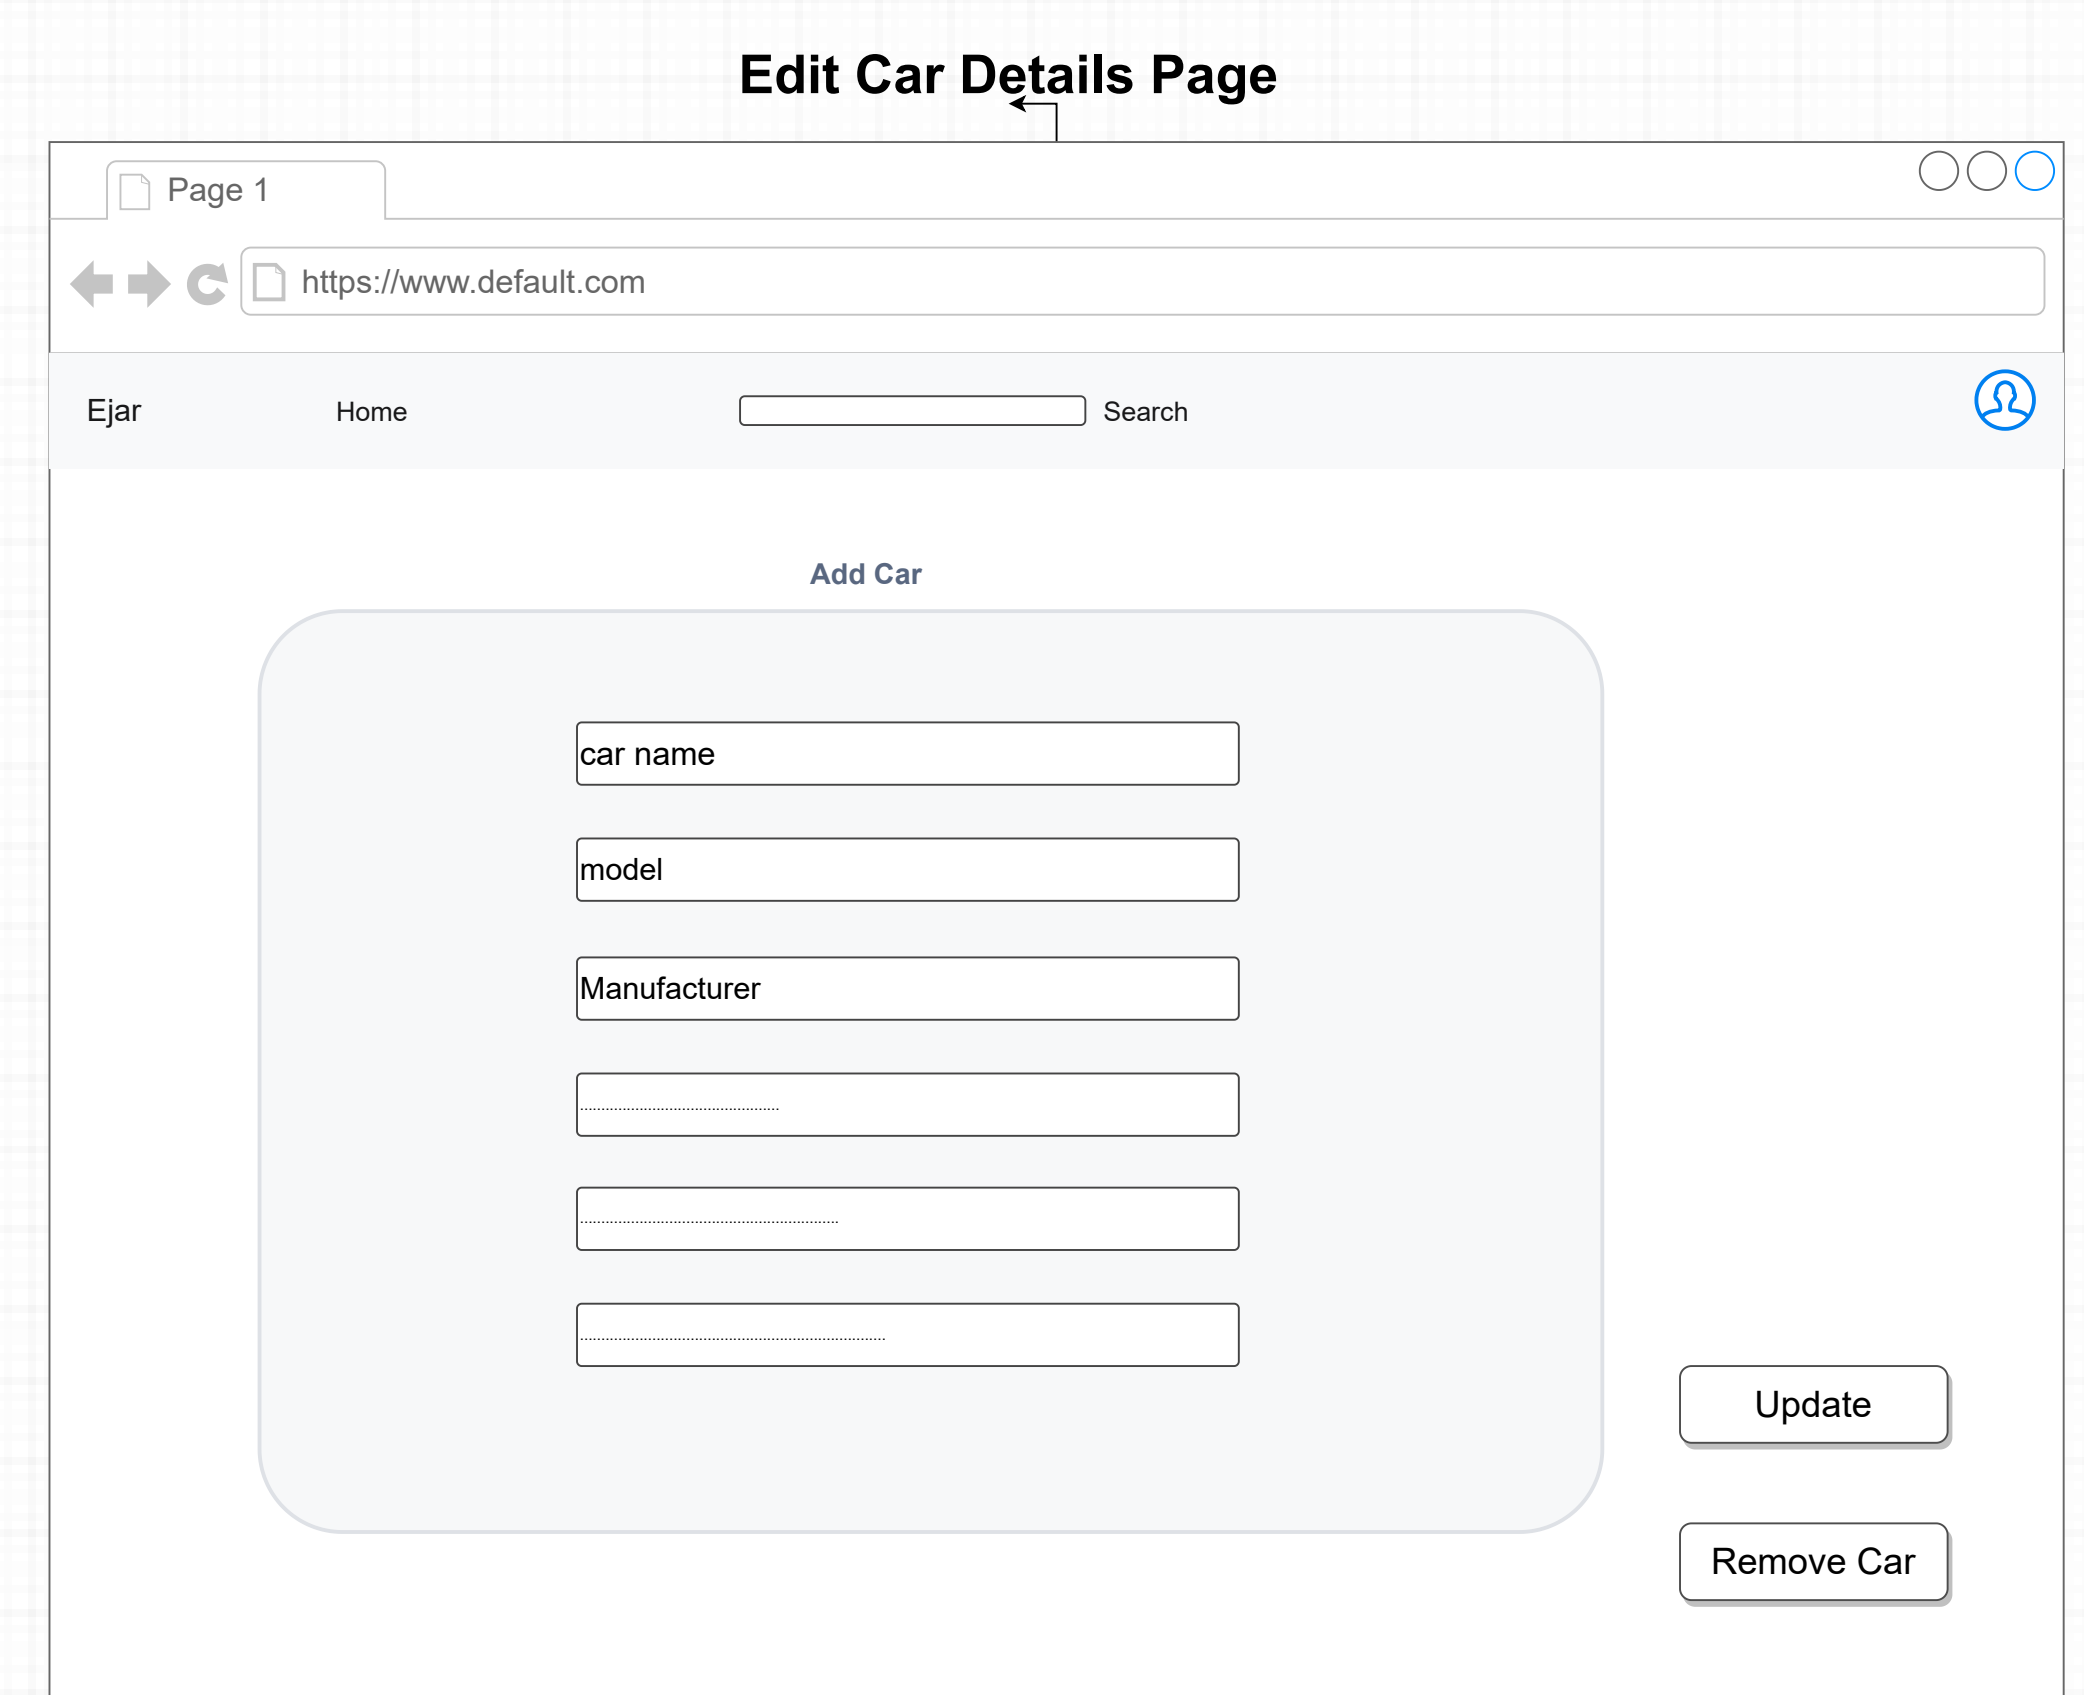 Edit Car Details Page
Page 1
https://www.default.com
Ejar
Home
Search
Add Car
car name
model
Manufacturer
...............................................
.............................................................
........................................................................
Update
Remove Car